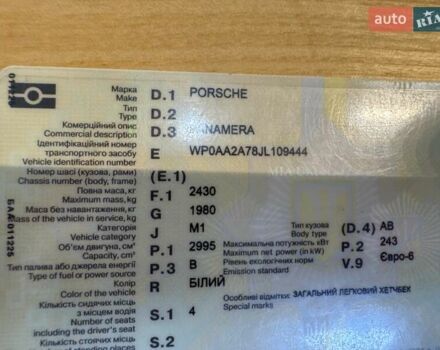 auto RIA
Марка
Make D.1 PORSCHE
Тип
Type D.2
Комерційний опис
Commercial description D.3 PANAMERA
Ідентифікаційний номер
транспортного засобу E WP0AA2A78JL109444
Vehicle identification number
Номер шасі (кузова, рами)
Chassis number (body, frame) (E.1)
Повна маса, кг
Maximum mass, kg F.1 2430
Маса без навантаження, кг
Mass of the vehicle in service, kg G 1980
Категорія
Vehicle category J M1
Тип кузова
Body type (D.4) AB
Об'єм двигуна, см³
Capacity, cm³ P.1 2995
Максимальна потужність кВт
Maximum net power (in kW) P.2 243
Тип палива або джерела енергії
Type of fuel or power source P.3 B
Рівень екологічних норм
Emission standard V.9 Євро-6
Колір
Color of the vehicle R БІЛИЙ
Кількість сидячих місць
з місцем водія
Number of seats
including the driver's seat S.1 4
Особливі відмітки: ЗАГАЛЬНИЙ ЛЕГКОВИЙ ХЕТЧБЕК
Special marks
Кількість стоячих місць
S.2
011225